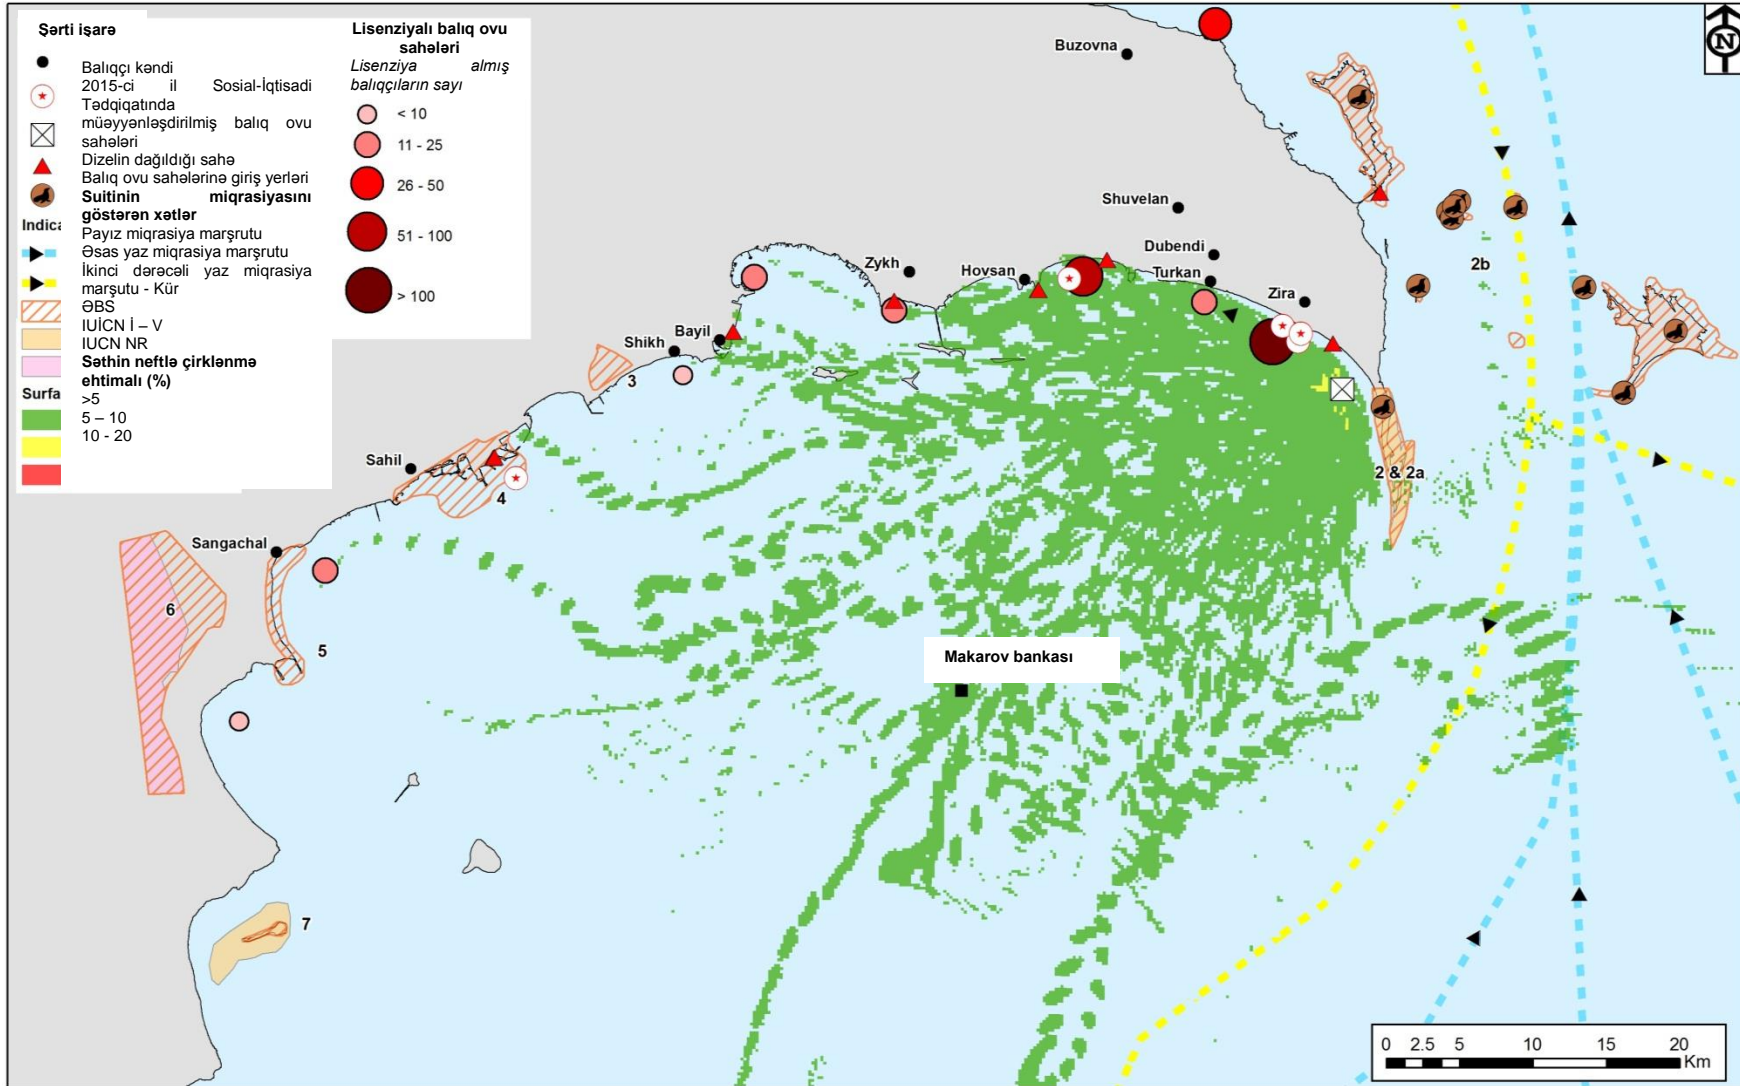 Şərti işarə
Balıqçı kəndi
2015-ci il Sosial-İqtisadi
Tədqiqatında
müəyyənləşdirilmiş balıq ovu
sahələri
Dizelin dağıldığı sahə
Balıq ovu sahələrinə giriş yerləri
Suitinin miqrasiyasını
göstərən xətlər
Indica
Payız miqrasiya marşrutu
Əsas yaz miqrasiya marşrutu
İkinci dərəcəli yaz miqrasiya
marşutu - Kür
ƏBS
IUİCN İ – V
IUCN NR
Səthin neftlə çirklənmə
ehtimalı (%)
Surfa
>5
5 – 10
10 - 20
Lisenziyalı balıq ovu
sahələri
Lisenziya almış
balıqçıların sayı
< 10
11 - 25
26 - 50
51 - 100
> 100
Buzovna
Shuvelan
Dubendi
Turkan
Zykh
Hovsan
Zira
Bayil
Shikh
Sahil
Sangachal
2b
2 & 2a
3
4
5
6
7
Makarov bankası
N
0 2.5 5 10 15 20
Km